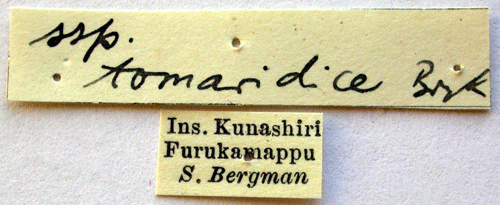 ssp.
tomaridice Bryk
Ins. Kunashiri
Furukamappu
S. Bergman